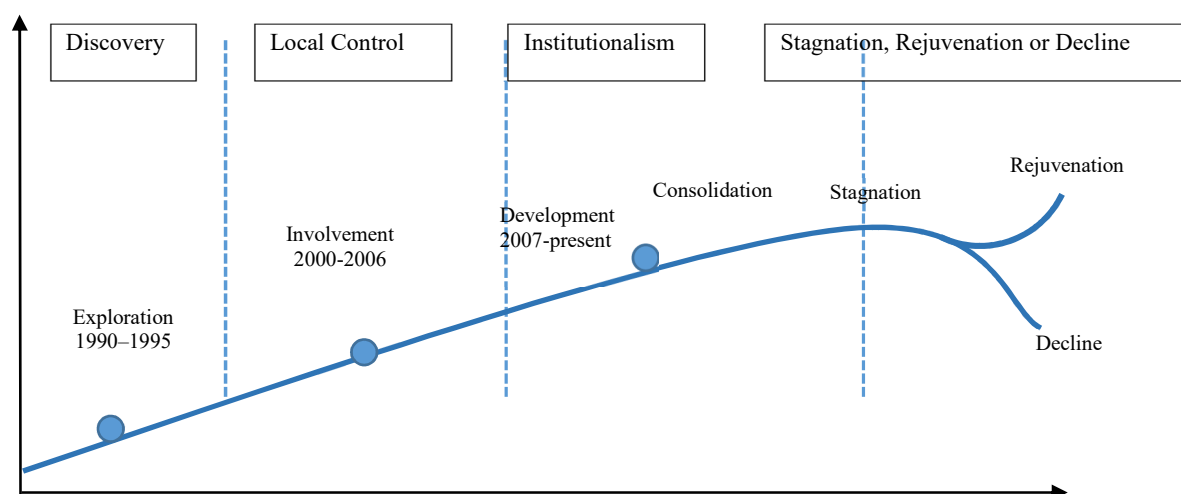 Discovery
Local Control
Institutionalism
Stagnation, Rejuvenation or Decline
Rejuvenation
Consolidation
Stagnation
Development
2007-present
Involvement
2000-2006
Exploration
1990–1995
Decline